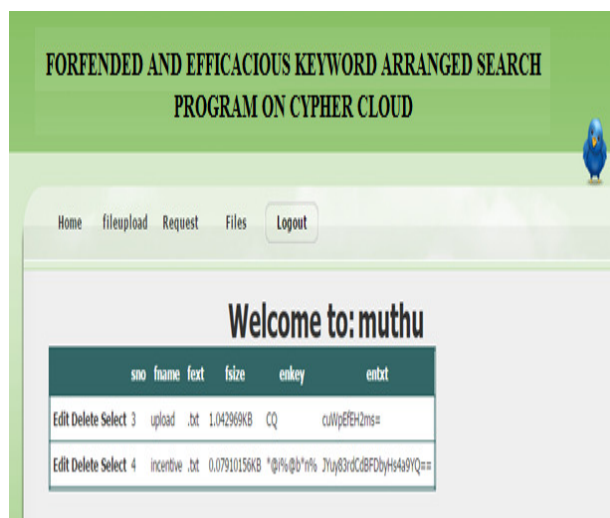 FORFENDED AND EFFICACIOUS KEYWORD ARRANGED SEARCH
PROGRAM ON CYPHER CLOUD
Home fileupload Request Files Logout
Welcome to: muthu
sno fname fext fsize enkey entxt
Edit Delete Select 3 upload .txt 1.042969KB CQ cuWpEfEH2ms=
Edit Delete Select 4 incentive .txt 0.07910156KB *@i%@b*n% JYuy83rdCdBFDbyHs4a9YQ==